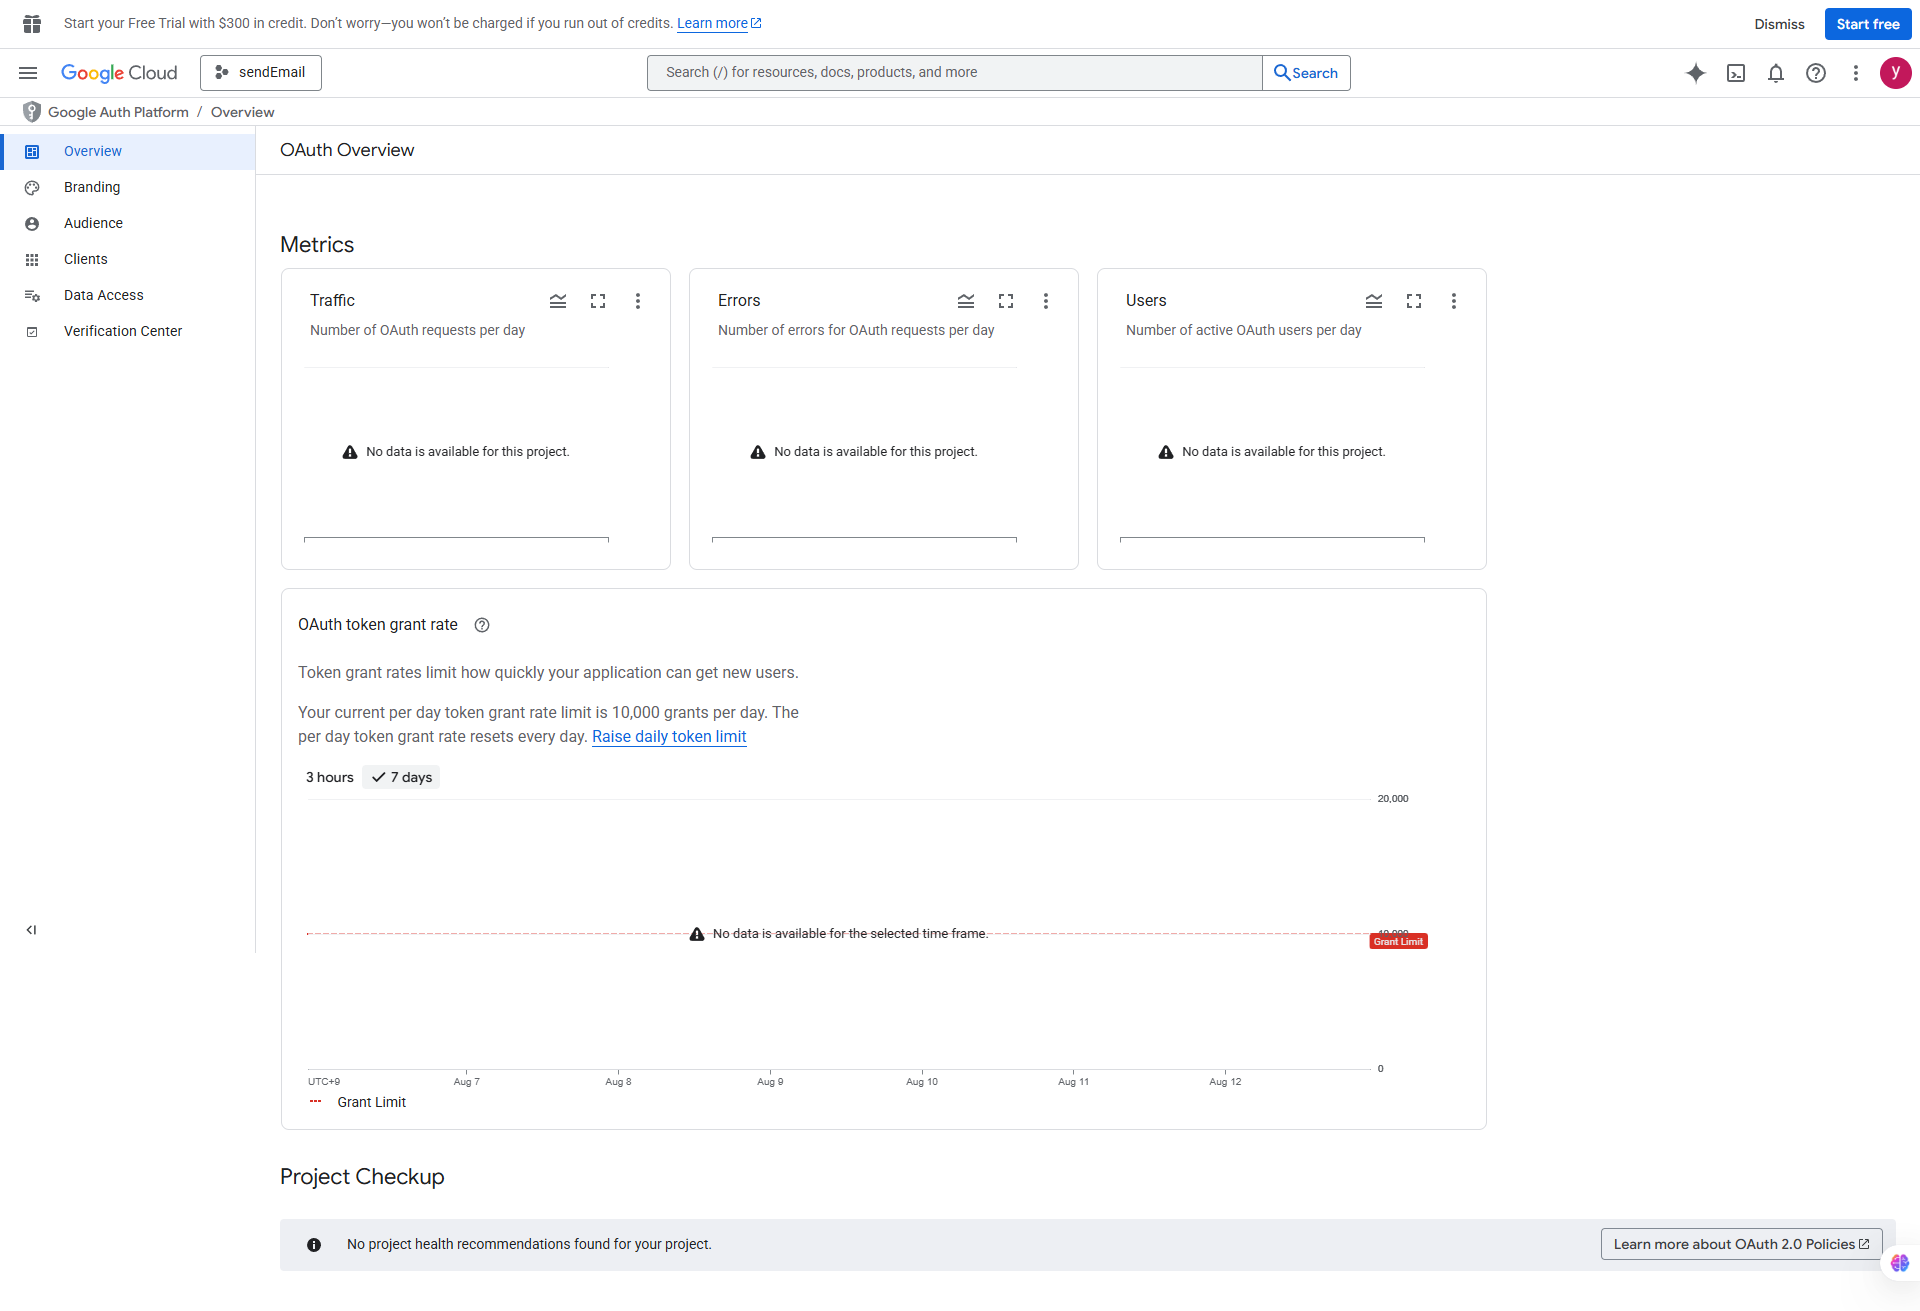 Start your Free Trial with $300 in credit. Don't worry—you won't be charged if you run out of credits. Learn more
Dismiss
Start free
Google Cloud
sendEmail
Search (/) for resources, docs, products, and more
Search
y
Google Auth Platform / Overview
Overview
Branding
Audience
Clients
Data Access
Verification Center
OAuth Overview
Metrics
Traffic
Number of OAuth requests per day
No data is available for this project.
Errors
Number of errors for OAuth requests per day
No data is available for this project.
Users
Number of active OAuth users per day
No data is available for this project.
OAuth token grant rate
Token grant rates limit how quickly your application can get new users.
Your current per day token grant rate limit is 10,000 grants per day. The
per day token grant rate resets every day. Raise daily token limit
3 hours
7 days
20,000
No data is available for the selected time frame.
10,000
Grant Limit
0
UTC+9
Aug 7
Aug 8
Aug 9
Aug 10
Aug 11
Aug 12
Grant Limit
Project Checkup
No project health recommendations found for your project.
Learn more about OAuth 2.0 Policies